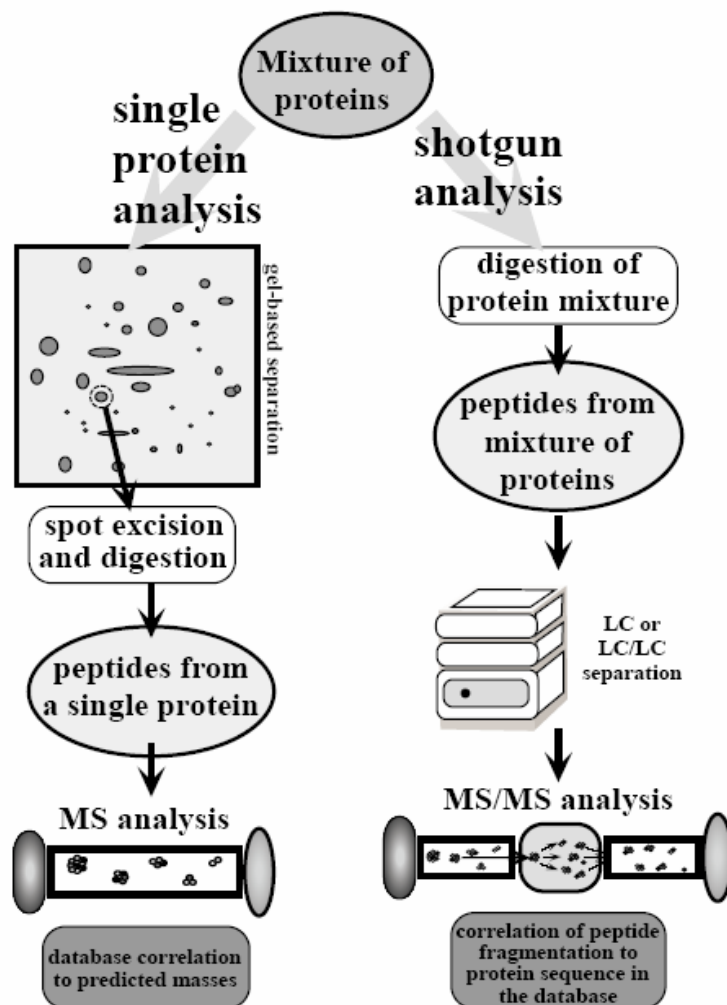 Mixture of
proteins
single
protein
analysis
shotgun
analysis
gel-based separation
digestion of
protein mixture
peptides from
mixture of
proteins
spot excision
and digestion
LC or
LC/LC
separation
peptides from
a single protein
MS analysis
MS/MS analysis
database correlation
to predicted masses
correlation of peptide
fragmentation to
protein sequence in
the database